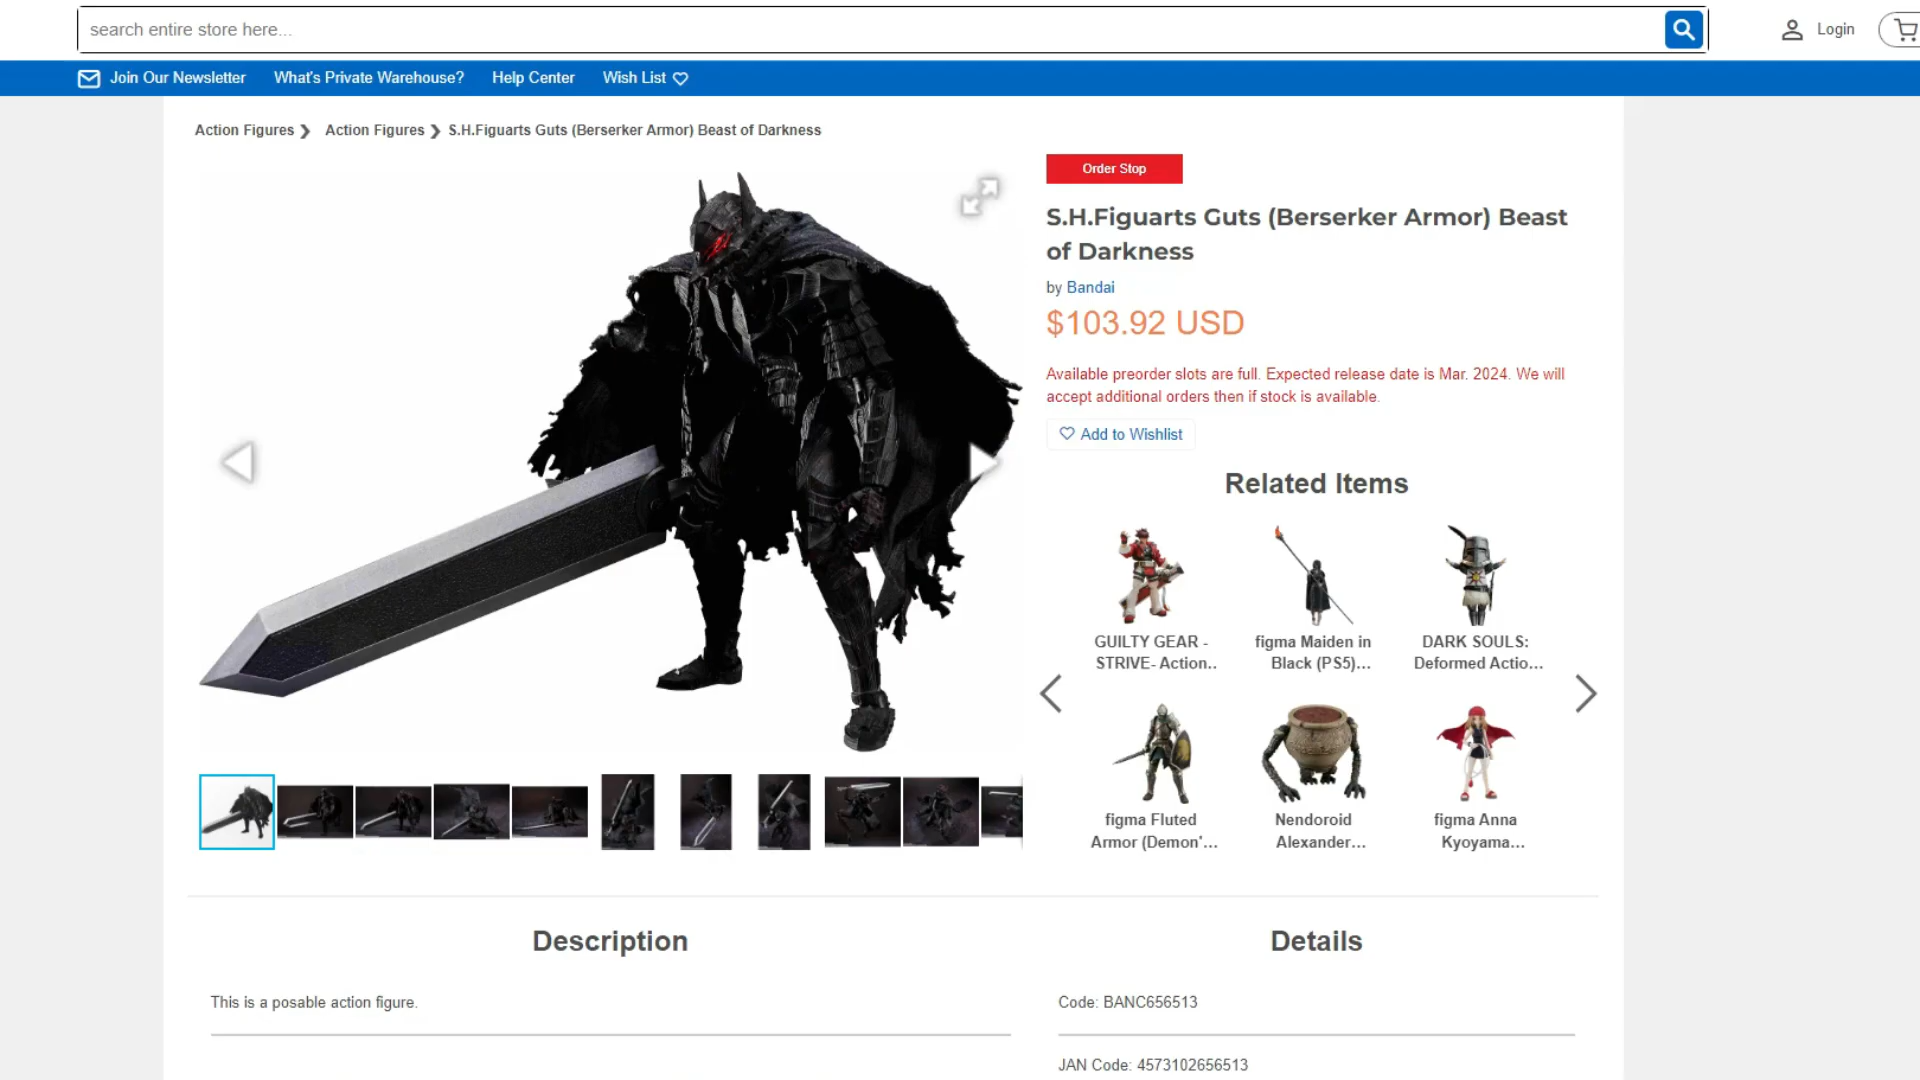 search entire store here...
Login
Join Our Newsletter
What's Private Warehouse?
Help Center
Wish List
Action Figures ❯ Action Figures ❯ S.H.Figuarts Guts (Berserker Armor) Beast of Darkness
Order Stop
S.H.Figuarts Guts (Berserker Armor) Beast
of Darkness
by Bandai
$103.92 USD
Available preorder slots are full. Expected release date is Mar. 2024. We will
accept additional orders then if stock is available.
Add to Wishlist
Related Items
GUILTY GEAR -
STRIVE- Action..
figma Maiden in
Black (PS5)...
DARK SOULS:
Deformed Actio...
figma Fluted
Armor (Demon'...
Nendoroid
Alexander...
figma Anna
Kyoyama...
Description
This is a posable action figure.
Details
Code: BANC656513
JAN Code: 4573102656513